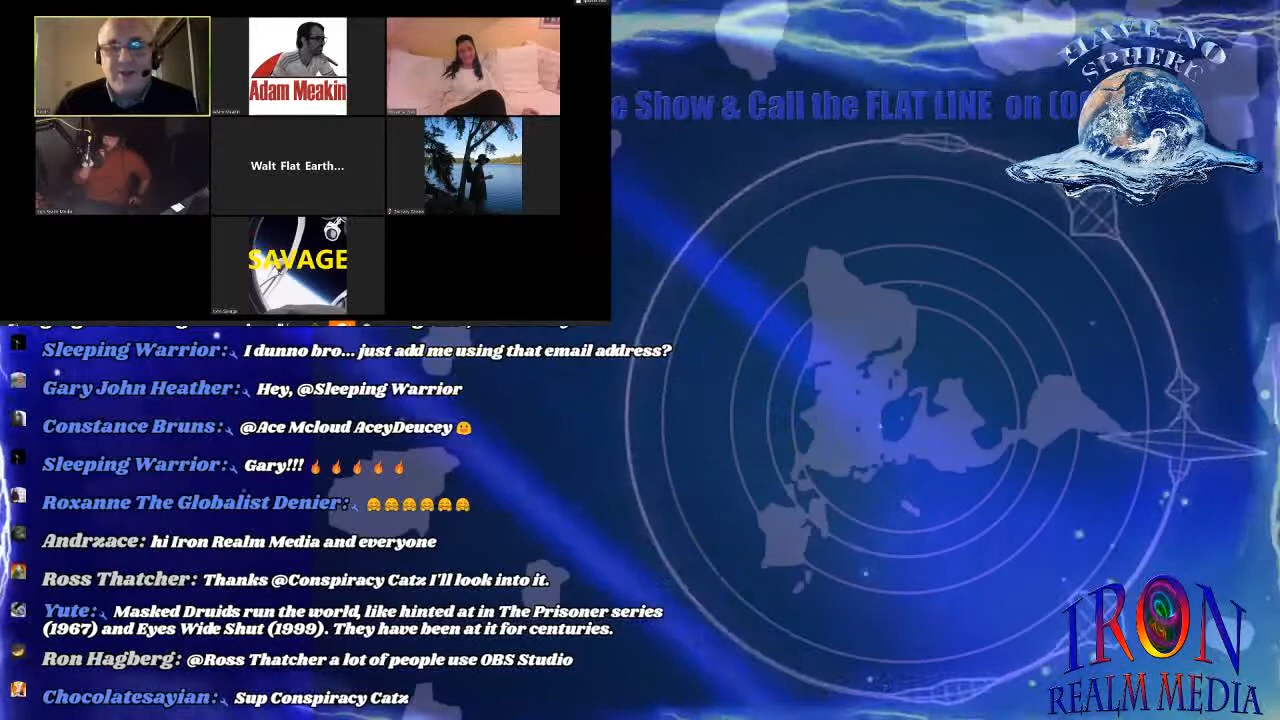 Adam Meakin
Walt Flat Earth...
SAVAGE
e Show & Call the FLAT LINE on (0
HAVE NO
SPHERE
Sleeping Warrior: I dunno bro... just add me using that email address?
Gary John Heather: Hey, @Sleeping Warrior
Constance Bruns: @Ace Mcloud AceyDeucey
Sleeping Warrior: Gary!!!
Roxanne The Globalist Denier:
Andrzace: hi Iron Realm Media and everyone
Ross Thatcher: Thanks @Conspiracy Catz I'll look into it.
Yute: Masked Druids run the world, like hinted at in The Prisoner series
(1967) and Eyes Wide Shut (1999). They have been at it for centuries.
Ron Hagberg: @Ross Thatcher a lot of people use OBS Studio
Chocolatesayian: Sup Conspiracy Catz
IRON
REALM MEDIA